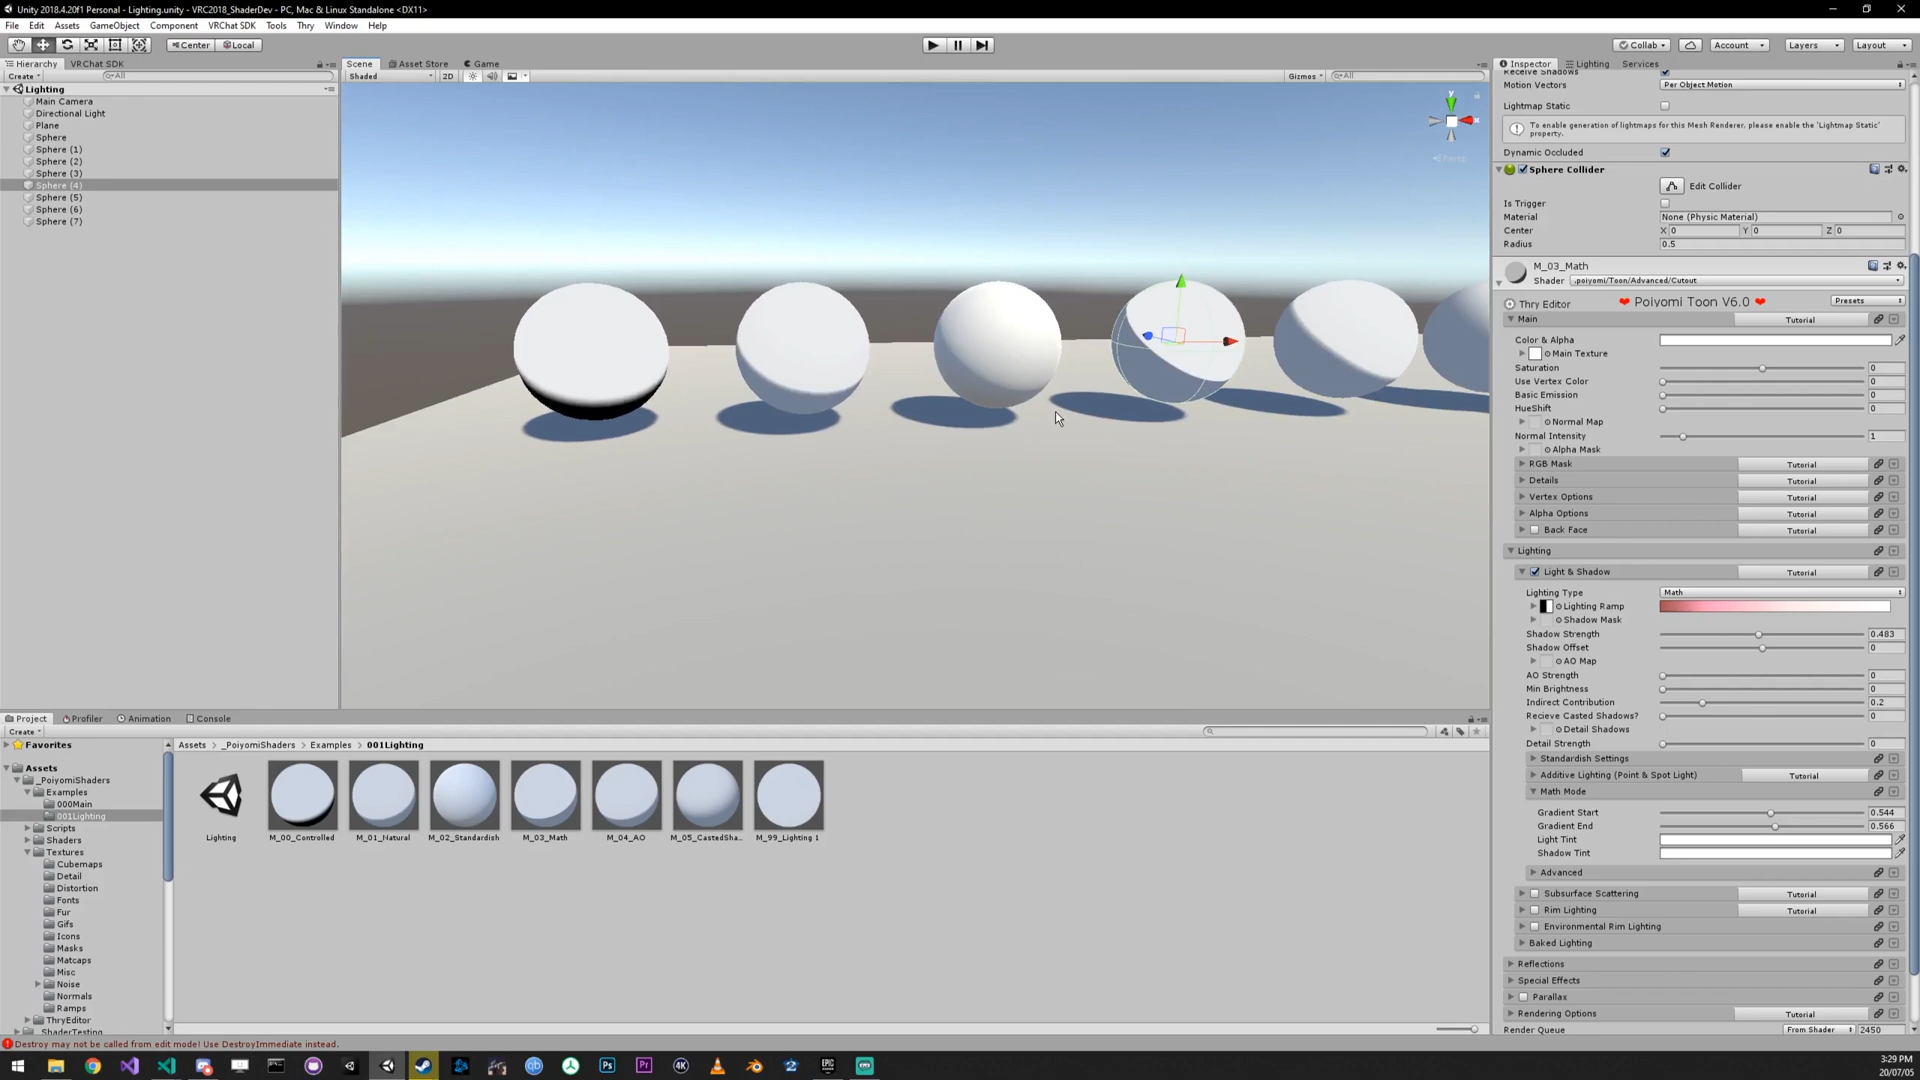 Unity 2018.4.20f1 Personal - Lighting.unity - VRC2018_ShaderDev - PC, Mac & Linux Standalone <DX11>
File Edit Assets GameObject Component VRChat SDK Tools Thry Window Help
Center Local
Collab Account Layers Layout
Hierarchy VRChat SDK
Create All
Lighting
Main Camera
Directional Light
Plane
Sphere
Sphere (1)
Sphere (2)
Sphere (3)
Sphere (4)
Sphere (5)
Sphere (6)
Sphere (7)
Scene Asset Store Game
Shaded 2D Gizmos All
y
x
Persp
Inspector Lighting Services
Receive Shadows
Motion Vectors Per Object Motion
Lightmap Static
To enable generation of lightmaps for this Mesh Renderer, please enable the 'Lightmap Static'
property.
Dynamic Occluded
Sphere Collider
Edit Collider
Is Trigger
Material None (Physic Material)
Center X 0 Y 0 Z 0
Radius 0.5
M_03_Math
Shader .poiyomi/Toon/Advanced/Cutout
Thry Editor ❤ Poiyomi Toon V6.0 ❤ Presets
Main Tutorial
Color & Alpha
Main Texture
Saturation 0
Use Vertex Color 0
Basic Emission 0
HueShift 0
Normal Map
Normal Intensity 1
Alpha Mask
RGB Mask Tutorial
Details Tutorial
Vertex Options Tutorial
Alpha Options Tutorial
Back Face Tutorial
Lighting
Light & Shadow Tutorial
Lighting Type Math
Lighting Ramp
Shadow Mask
Shadow Strength 0.483
Shadow Offset 0
AO Map
AO Strength 0
Min Brightness 0
Indirect Contribution 0.2
Recieve Casted Shadows? 0
Detail Shadows
Detail Strength 0
Standardish Settings
Additive Lighting (Point & Spot Light) Tutorial
Math Mode
Gradient Start 0.544
Gradient End 0.566
Light Tint
Shadow Tint
Advanced
Subsurface Scattering Tutorial
Rim Lighting Tutorial
Environmental Rim Lighting
Baked Lighting
Reflections
Special Effects
Parallax
Rendering Options Tutorial
Render Queue From Shader 2450
Project Profiler Animation Console
Create
Favorites
Assets
_PoiyomiShaders
Examples
000Main
001Lighting
Scripts
Shaders
Textures
Cubemaps
Detail
Distortion
Fonts
Fur
Gifs
Icons
Masks
Matcaps
Misc
Noise
Normals
Ramps
ThryEditor
_ShaderTesting
Assets > _PoiyomiShaders > Examples > 001Lighting
Lighting M_00_Controlled M_01_Natural M_02_Standardish M_03_Math M_04_AO M_05_CastedSha... M_99_Lighting 1
Destroy may not be called from edit mode! Use DestroyImmediate instead.
qb Ps Pr 4K EPIC GAMES
3:29 PM
20/07/05